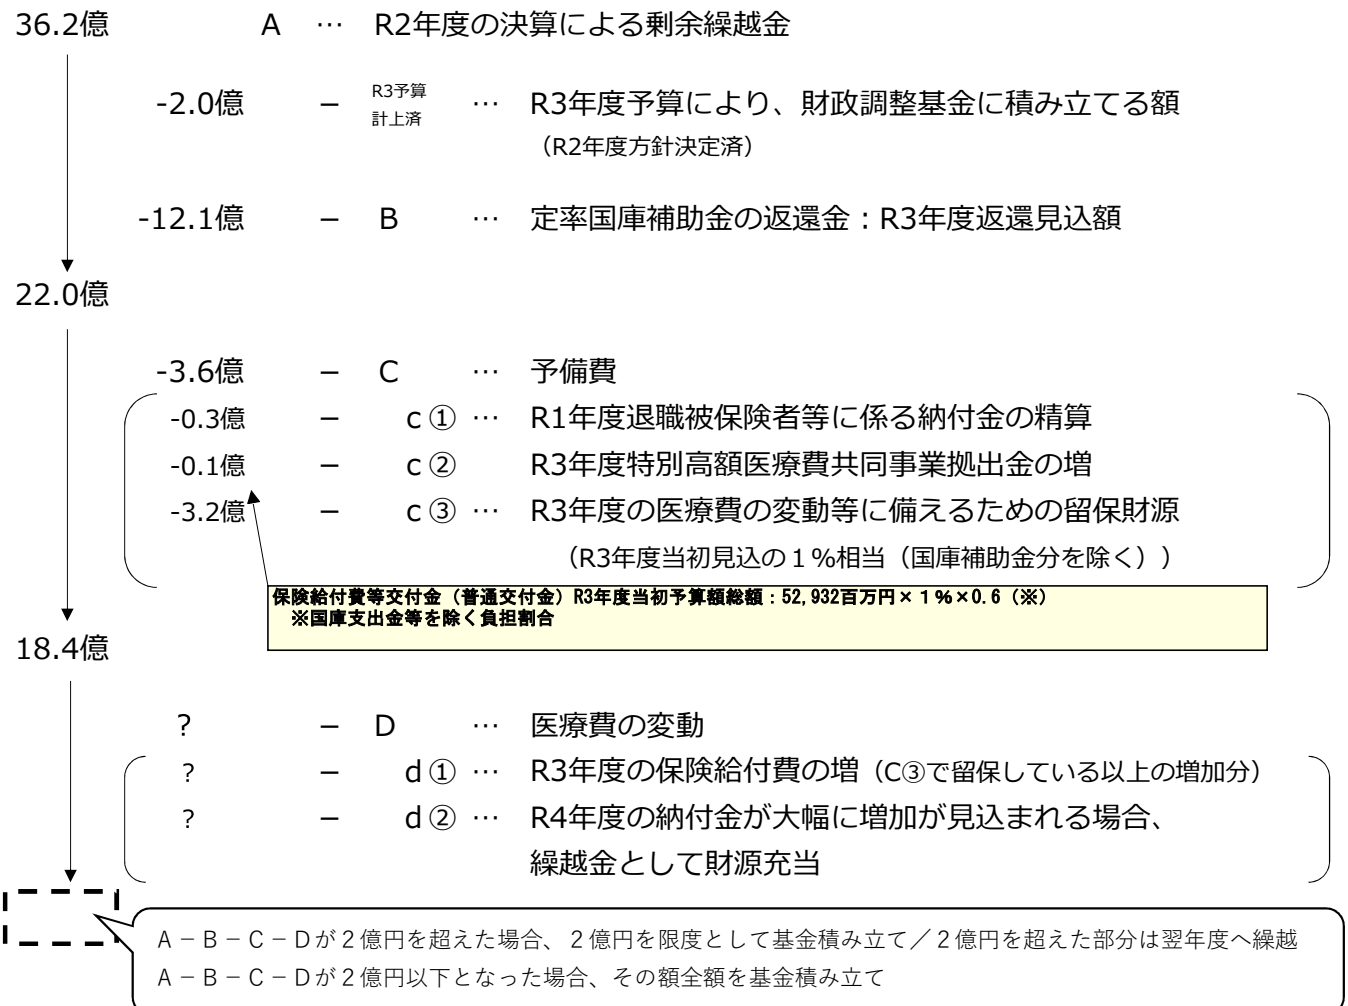 36.2億 A … R2年度の決算による剰余繰越金
-2.0億 － R3予算 計上済 … R3年度予算により、財政調整基金に積み立てる額
（R2年度方針決定済）
-12.1億 － B … 定率国庫補助金の返還金：R3年度返還見込額
22.0億
-3.6億 － C … 予備費
-0.3億 － c① … R1年度退職被保険者等に係る納付金の精算
-0.1億 － c② R3年度特別高額医療費共同事業拠出金の増
-3.2億 － c③ … R3年度の医療費の変動等に備えるための留保財源
（R3年度当初見込の１%相当（国庫補助金分を除く））
保険給付費等交付金（普通交付金）R3年度当初予算額総額：52,932百万円×１％×0.6（※）
※国庫支出金等を除く負担割合
18.4億
? － D … 医療費の変動
? － d① … R3年度の保険給付費の増（C③で留保している以上の増加分）
? － d② … R4年度の納付金が大幅に増加が見込まれる場合、
繰越金として財源充当
A－B－C－Dが２億円を超えた場合、２億円を限度として基金積み立て／２億円を超えた部分は翌年度へ繰越
A－B－C－Dが２億円以下となった場合、その額全額を基金積み立て